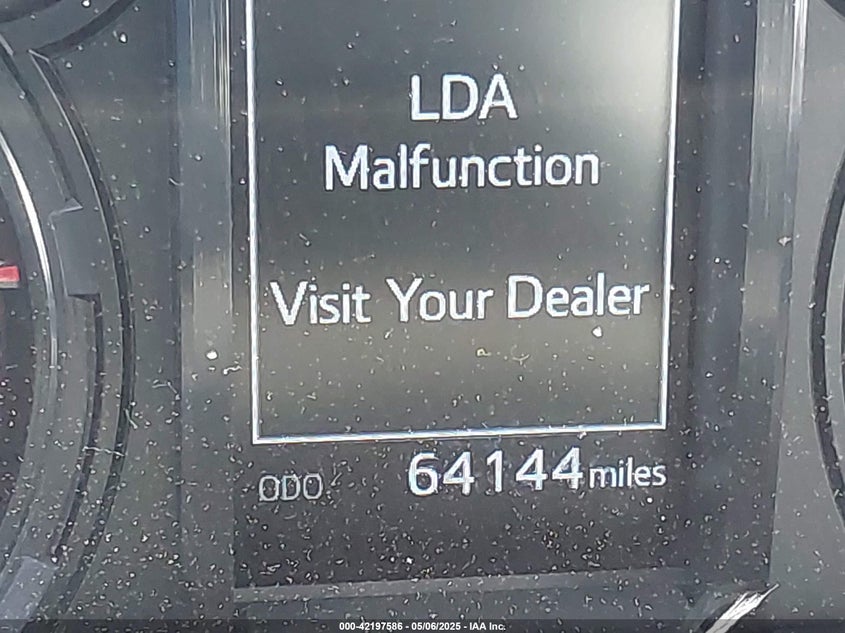 LDA
Malfunction
Visit Your Dealer
ODO 64144 miles
000-42197586 - 05/06/2025 - IAA Inc.